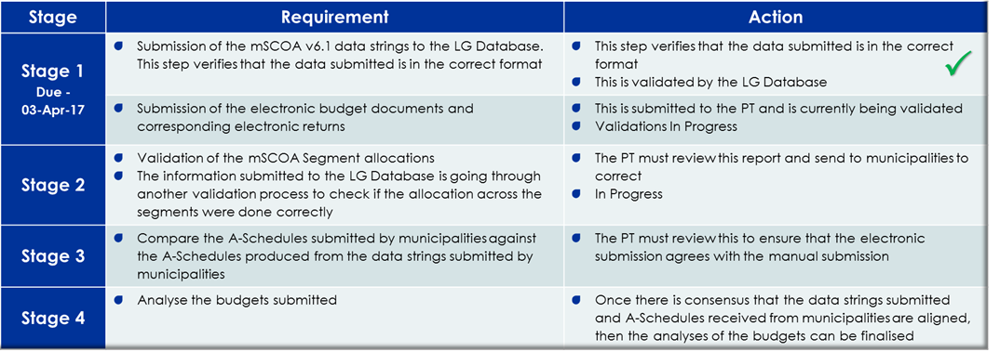 Stage
Requirement
Action
Stage 1
Due -
03-Apr-17
Submission of the mSCOA v6.1 data strings to the LG Database.
This step verifies that the data submitted is in the correct format
This step verifies that the data submitted is in the correct
format
This is validated by the LG Database
Submission of the electronic budget documents and
corresponding electronic returns
This is submitted to the PT and is currently being validated
Validations In Progress
Stage 2
Validation of the mSCOA Segment allocations
The information submitted to the LG Database is going through
another validation process to check if the allocation across the
segments were done correctly
The PT must review this report and send to municipalities to
correct
In Progress
Stage 3
Compare the A-Schedules submitted by municipalities against
the A-Schedules produced from the data strings submitted by
municipalities
The PT must review this to ensure that the electronic
submission agrees with the manual submission
Stage 4
Analyse the budgets submitted
Once there is consensus that the data strings submitted
and A-Schedules received from municipalities are aligned,
then the analyses of the budgets can be finalised